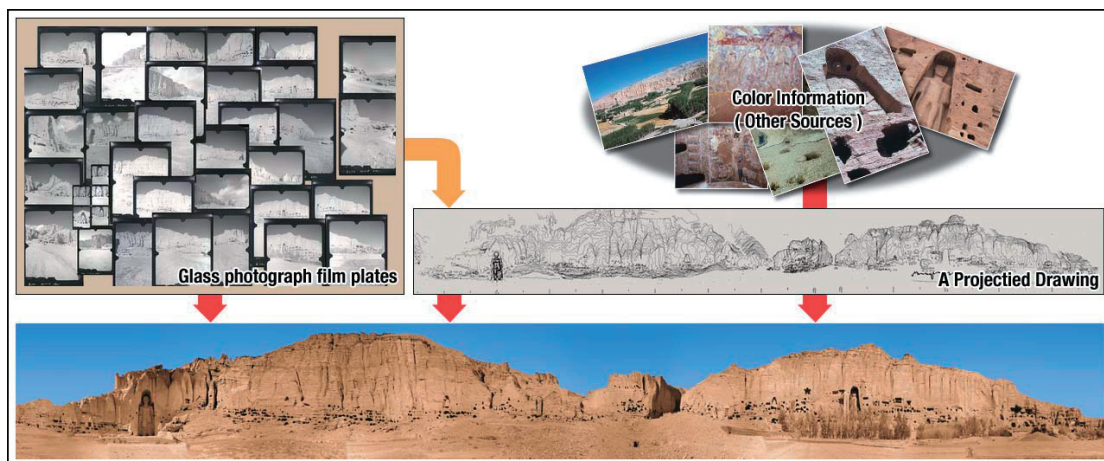 Glass photograph film plates
Color Information
( Other Sources )
A Projectied Drawing